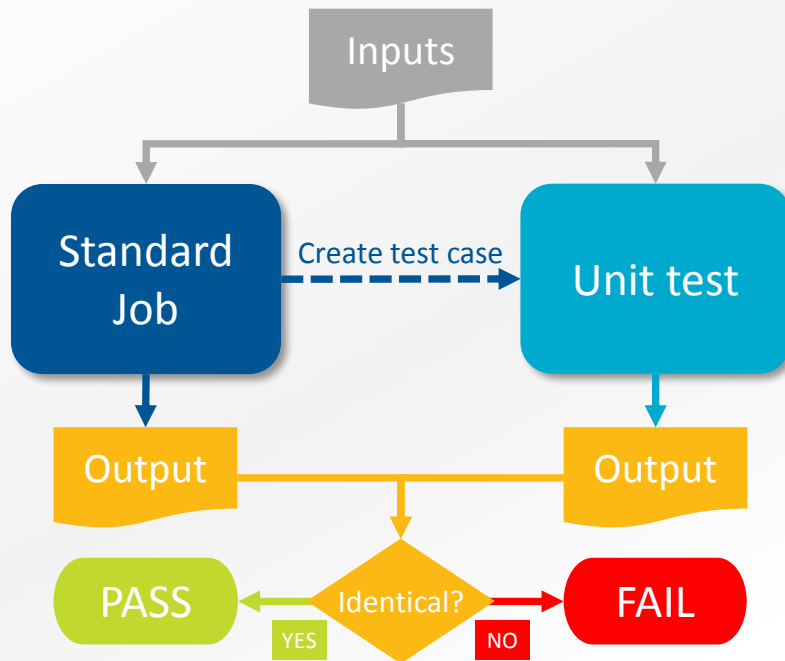 Inputs
Standard
Job
Create test case
Unit test
Output
Output
PASS
Identical?
FAIL
YES
NO